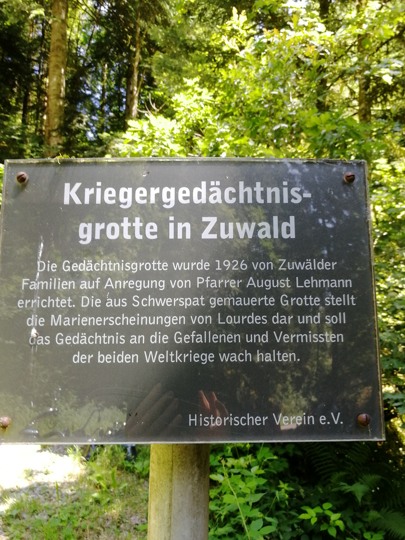 Kriegergedächtnis-
grotte in Zuwald
Die Gedächtnisgrotte wurde 1926 von Zuwälder
Familien auf Anregung von Pfarrer August Lehmann
errichtet. Die aus Schwerspat gemauerte Grotte stellt
die Marienerscheinungen von Lourdes dar und soll
das Gedächtnis an die Gefallenen und Vermissten
der beiden Weltkriege wach halten.
Historischer Verein e.V.